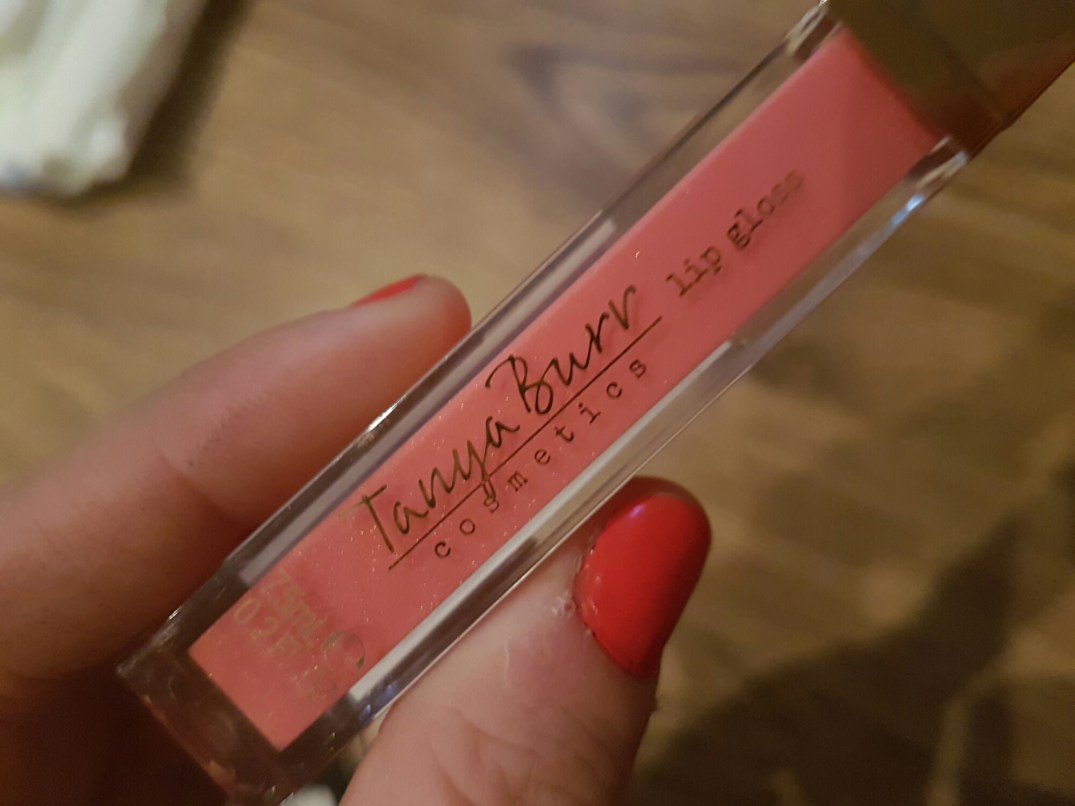 Tanya Burr
cosmetics
lip gloss